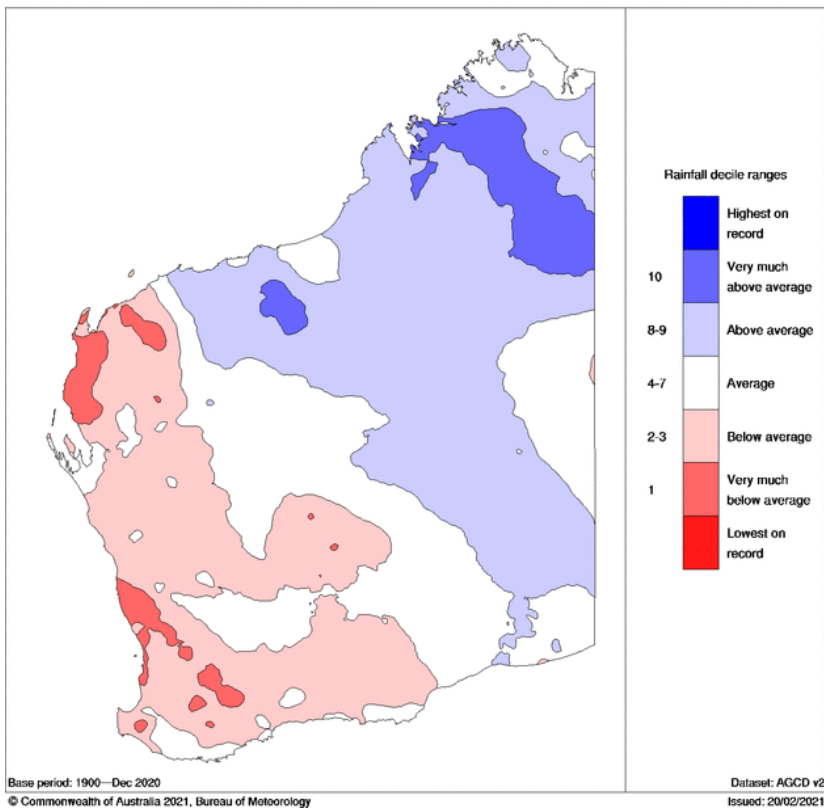 Rainfall decile ranges
Highest on
record
10
Very much
above average
8-9
Above average
4-7
Average
2-3
Below average
1
Very much
below average
Lowest on
record
Base period: 1900—Dec 2020
Dataset: AGCD v2
© Commonwealth of Australia 2021, Bureau of Meteorology
Issued: 20/02/2021